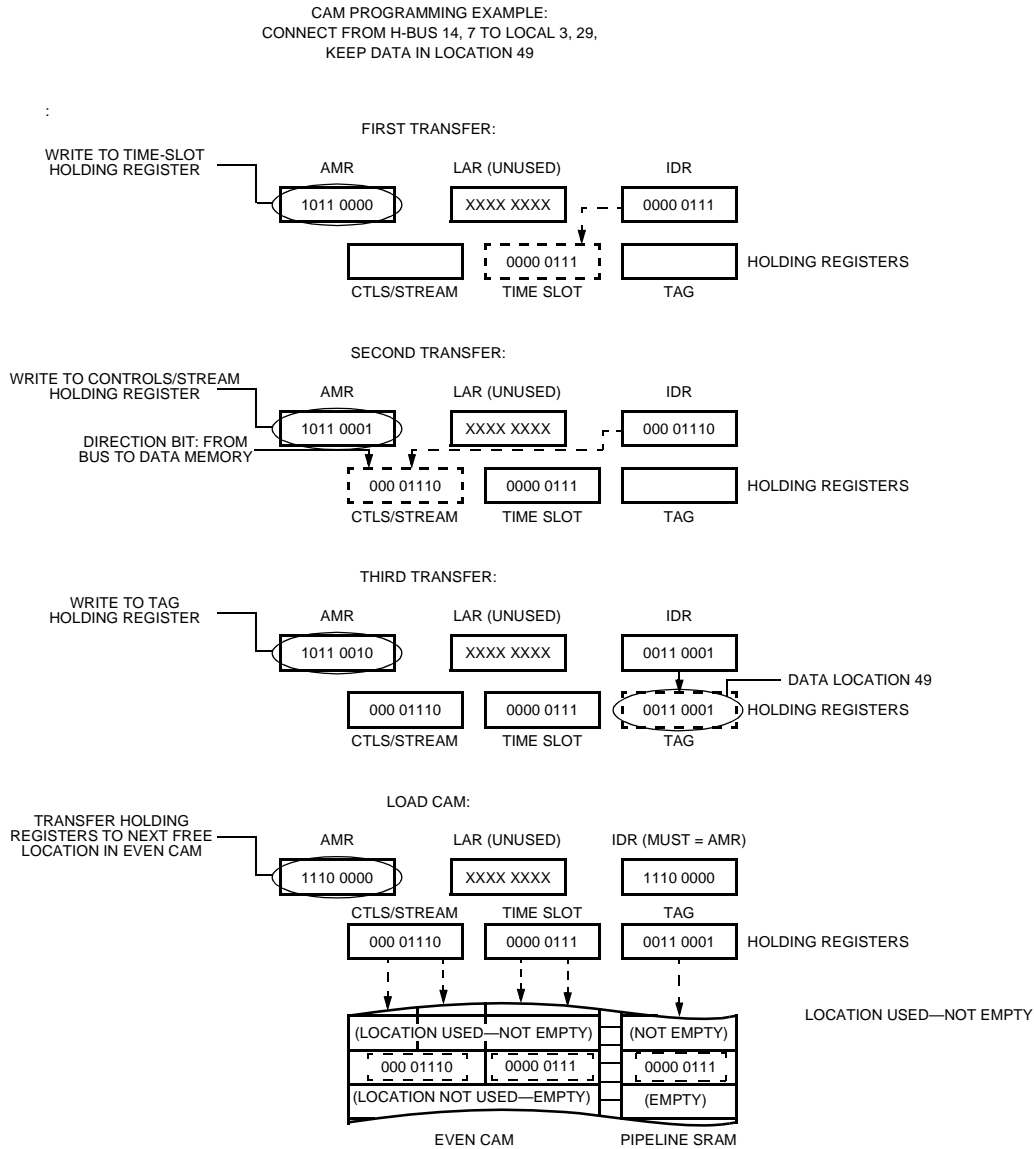 CAM PROGRAMMING EXAMPLE:
CONNECT FROM H-BUS 14, 7 TO LOCAL 3, 29,
KEEP DATA IN LOCATION 49
:
FIRST TRANSFER:
WRITE TO TIME-SLOT
HOLDING REGISTER
AMR LAR (UNUSED) IDR
1011 0000 XXXX XXXX 0000 0111
0000 0111 HOLDING REGISTERS
CTLS/STREAM TIME SLOT TAG
SECOND TRANSFER:
WRITE TO CONTROLS/STREAM
HOLDING REGISTER
AMR LAR (UNUSED) IDR
1011 0001 XXXX XXXX 000 01110
DIRECTION BIT: FROM
BUS TO DATA MEMORY
000 01110 0000 0111 HOLDING REGISTERS
CTLS/STREAM TIME SLOT TAG
THIRD TRANSFER:
WRITE TO TAG
HOLDING REGISTER
AMR LAR (UNUSED) IDR
1011 0010 XXXX XXXX 0011 0001
DATA LOCATION 49
000 01110 0000 0111 0011 0001 HOLDING REGISTERS
CTLS/STREAM TIME SLOT TAG
LOAD CAM:
TRANSFER HOLDING
REGISTERS TO NEXT FREE
LOCATION IN EVEN CAM
AMR LAR (UNUSED) IDR (MUST = AMR)
1110 0000 XXXX XXXX 1110 0000
CTLS/STREAM TIME SLOT TAG
000 01110 0000 0111 0011 0001 HOLDING REGISTERS
LOCATION USED—NOT EMPTY
(LOCATION USED—NOT EMPTY) (NOT EMPTY)
000 01110 0000 0111 0000 0111
(LOCATION NOT USED—EMPTY) (EMPTY)
EVEN CAM PIPELINE SRAM